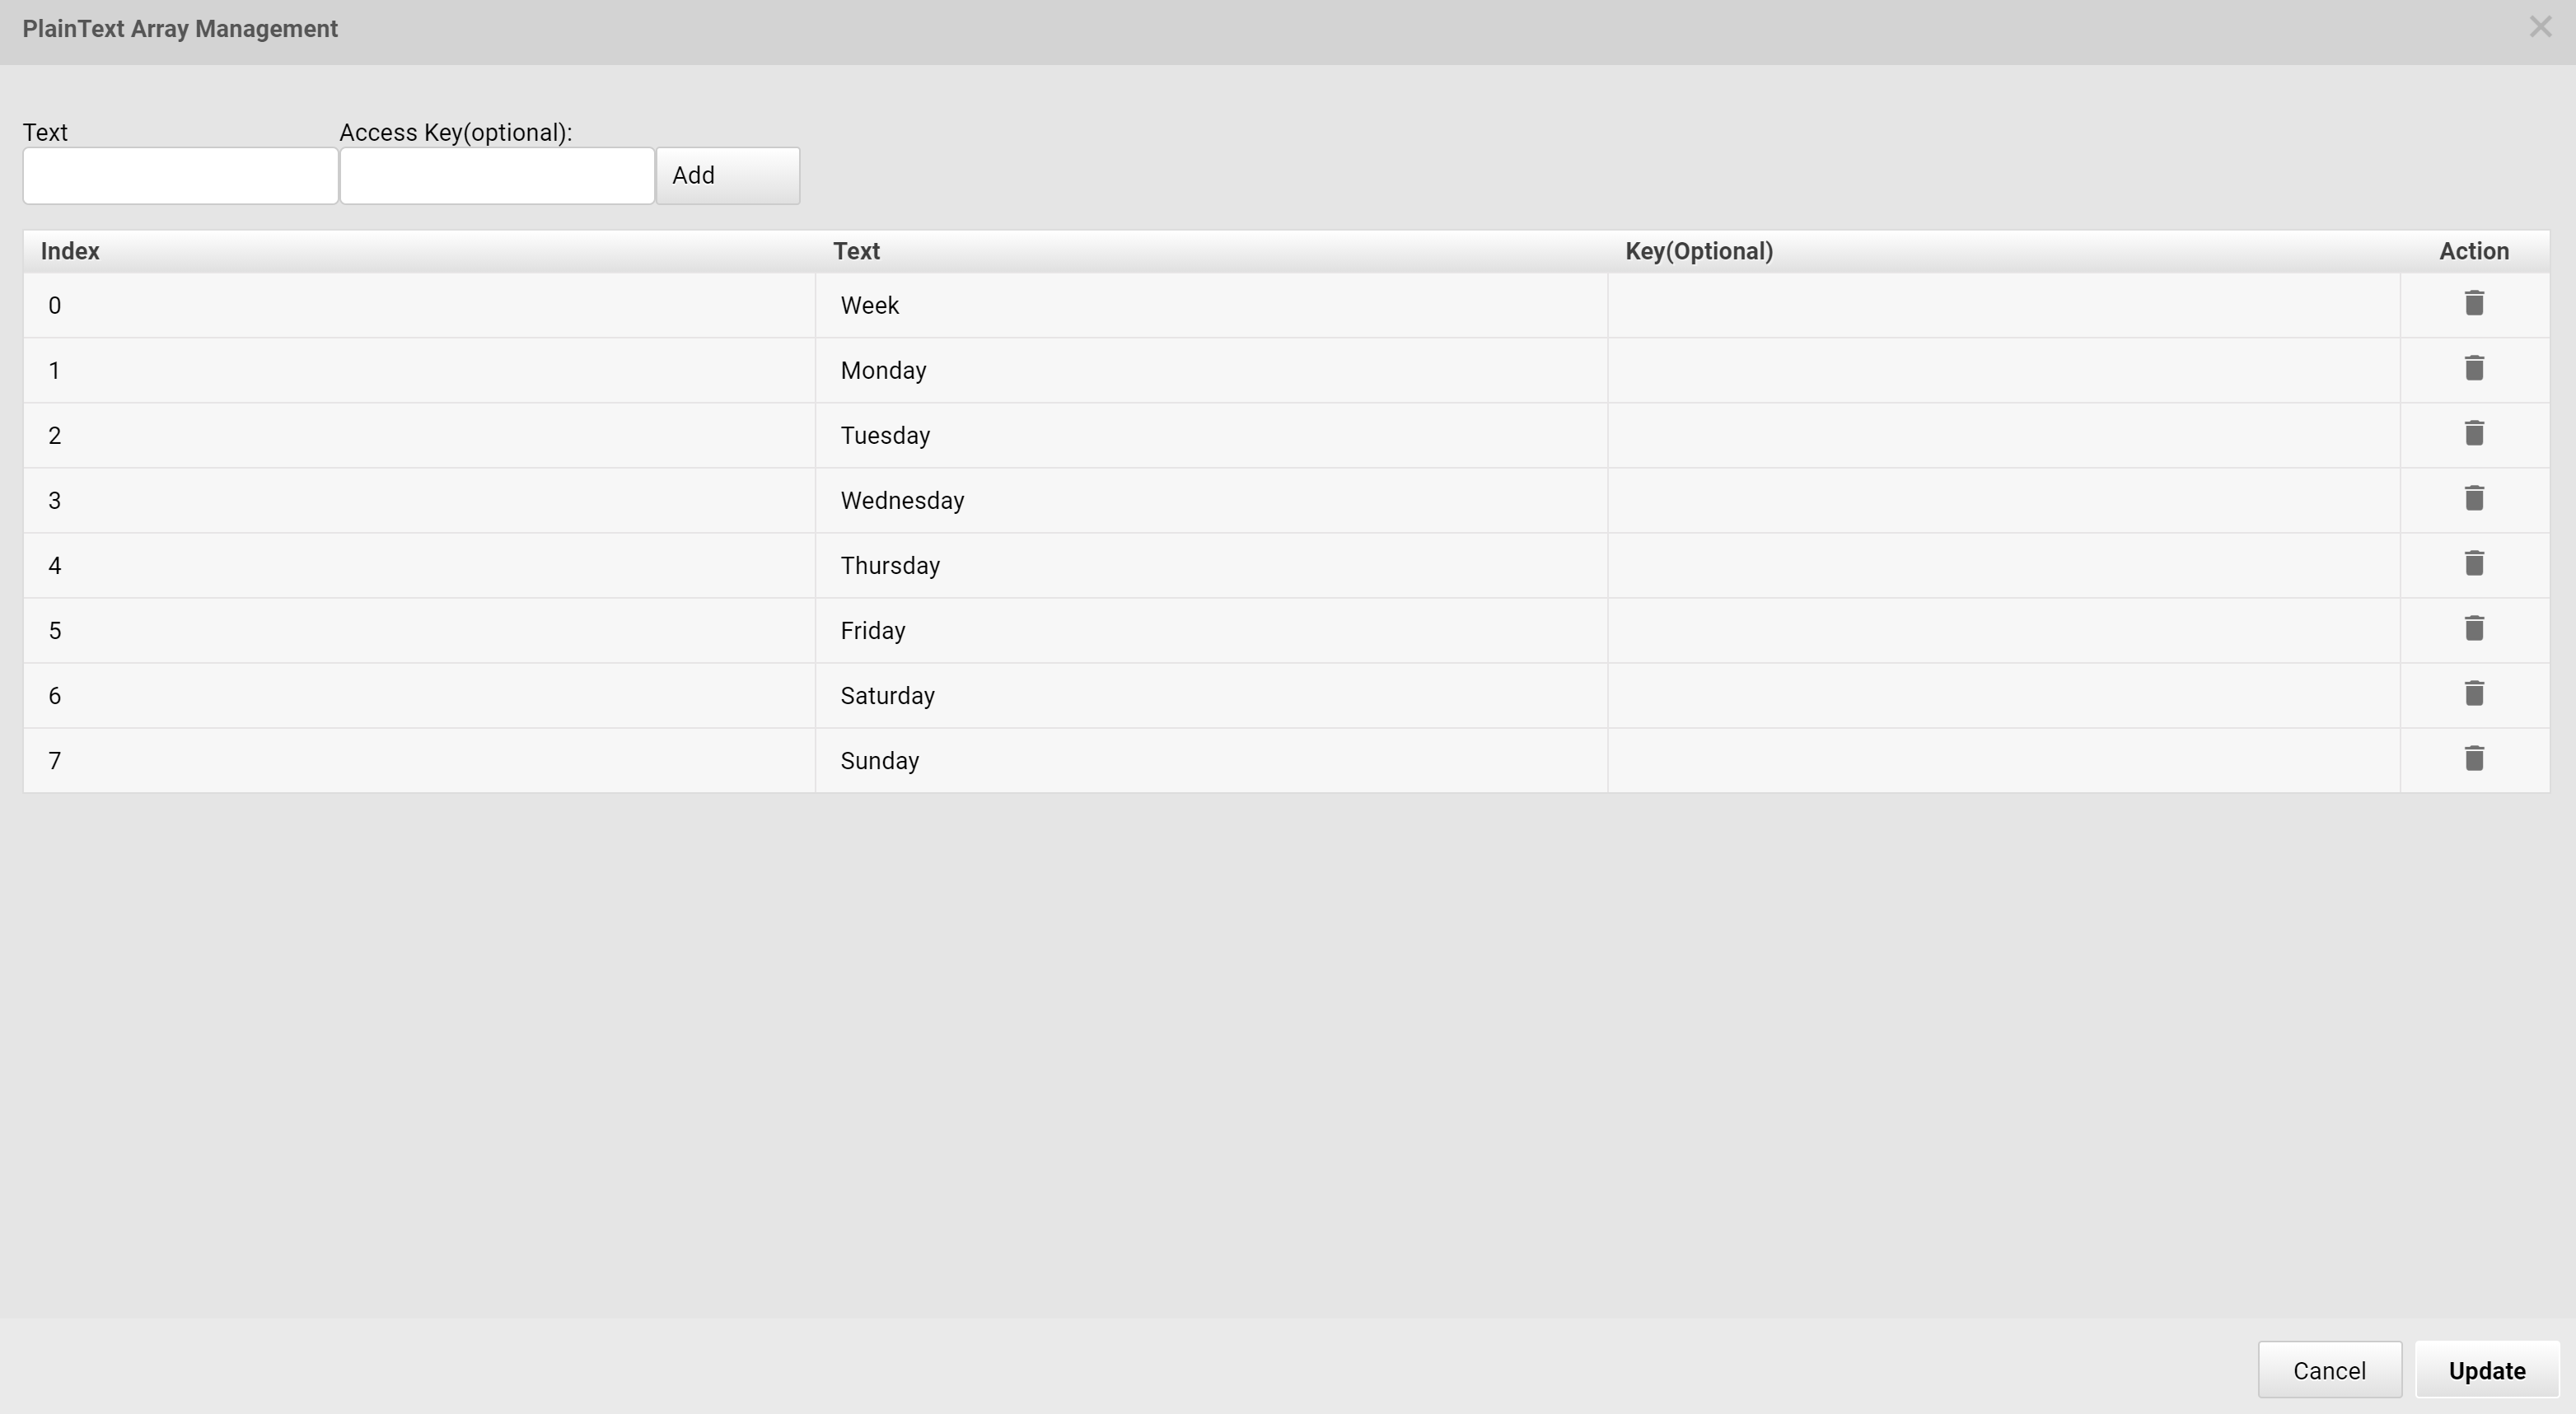 PlainText Array Management
Text Access Key(optional):
Add
Index Text Key(Optional) Action
0 Week
1 Monday
2 Tuesday
3 Wednesday
4 Thursday
5 Friday
6 Saturday
7 Sunday
Cancel Update